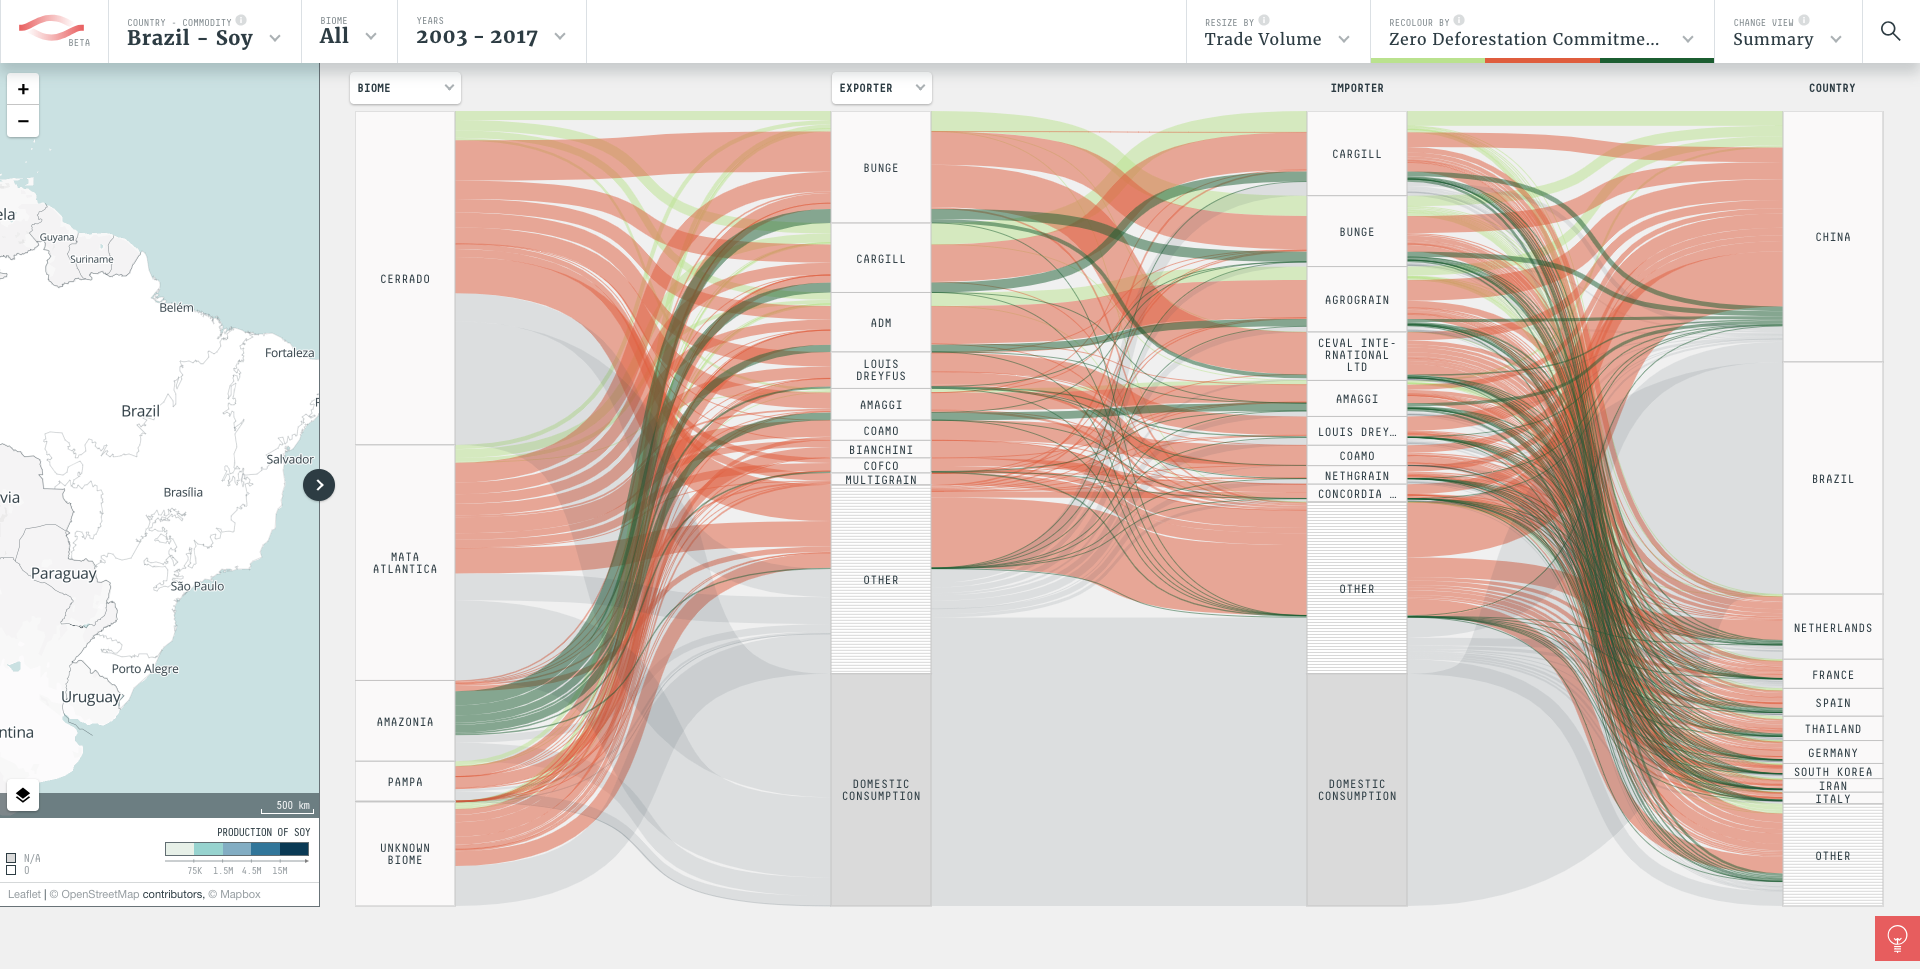 BETA
COUNTRY - COMMODITY
Brazil - Soy
BIOME
All
YEARS
2003 - 2017
RESIZE BY
Trade Volume
RECOLOUR BY
Zero Deforestation Commitme...
CHANGE VIEW
Summary
+
−
Guyana
Suriname
Belém
Fortaleza
Brazil
Salvador
Brasília
Paraguay
São Paulo
Porto Alegre
Uruguay
ela
via
ntina
500 km
PRODUCTION OF SOY
N/A
0
75K 1.5M 4.5M 15M
Leaflet | © OpenStreetMap contributors, © Mapbox
BIOME
CERRADO
MATA
ATLANTICA
AMAZONIA
PAMPA
UNKNOWN
BIOME
EXPORTER
BUNGE
CARGILL
ADM
LOUIS
DREYFUS
AMAGGI
COAMO
BIANCHINI
COFCO
MULTIGRAIN
OTHER
DOMESTIC
CONSUMPTION
IMPORTER
CARGILL
BUNGE
AGROGRAIN
CEVAL INTE-
RNATIONAL
LTD
AMAGGI
LOUIS DREY…
COAMO
NETHGRAIN
CONCORDIA …
OTHER
DOMESTIC
CONSUMPTION
COUNTRY
CHINA
BRAZIL
NETHERLANDS
FRANCE
SPAIN
THAILAND
GERMANY
SOUTH KOREA
IRAN
ITALY
OTHER